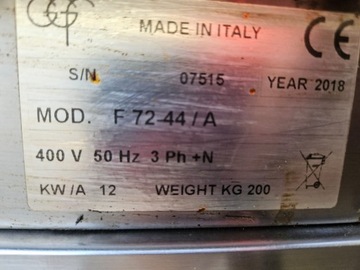 GGF MADE IN ITALY CE
S/N 07515 YEAR 2018
MOD. F 72-44 / A
400 V 50 Hz 3 Ph +N
KW /A 12 WEIGHT KG 200